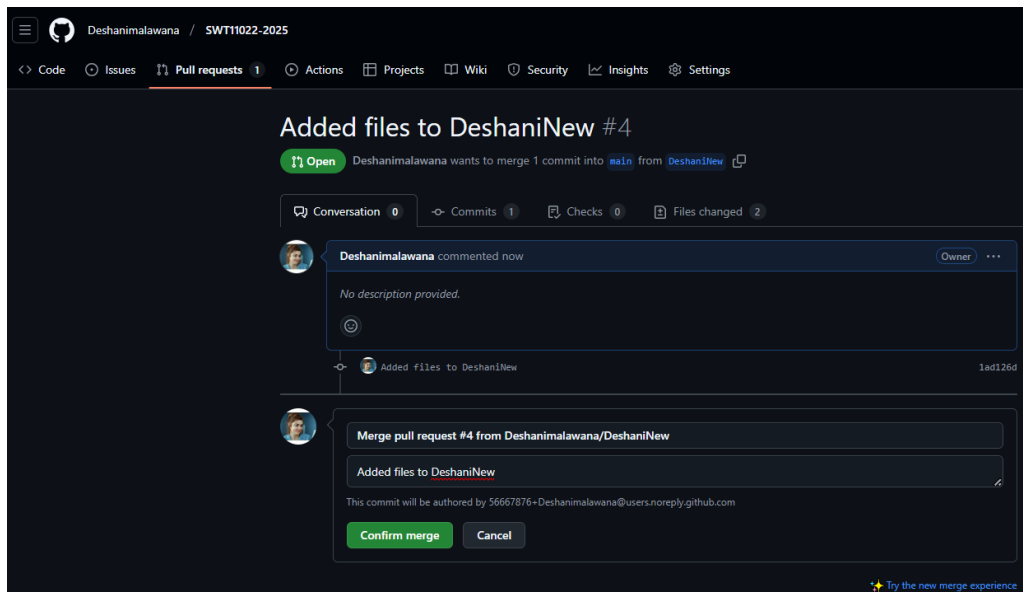 Deshanimalawana / SWT11022-2025
<> Code Issues Pull requests 1 Actions Projects Wiki Security Insights Settings
Added files to DeshaniNew #4
Open Deshanimalawana wants to merge 1 commit into main from DeshaniNew
Conversation 0 Commits 1 Checks 0 Files changed 2
Deshanimalawana commented now Owner ...
No description provided.
Added files to DeshaniNew 1ad126d
Merge pull request #4 from Deshanimalawana/DeshaniNew
Added files to DeshaniNew
This commit will be authored by 56667876+Deshanimalawana@users.noreply.github.com
Confirm merge Cancel
Try the new merge experience